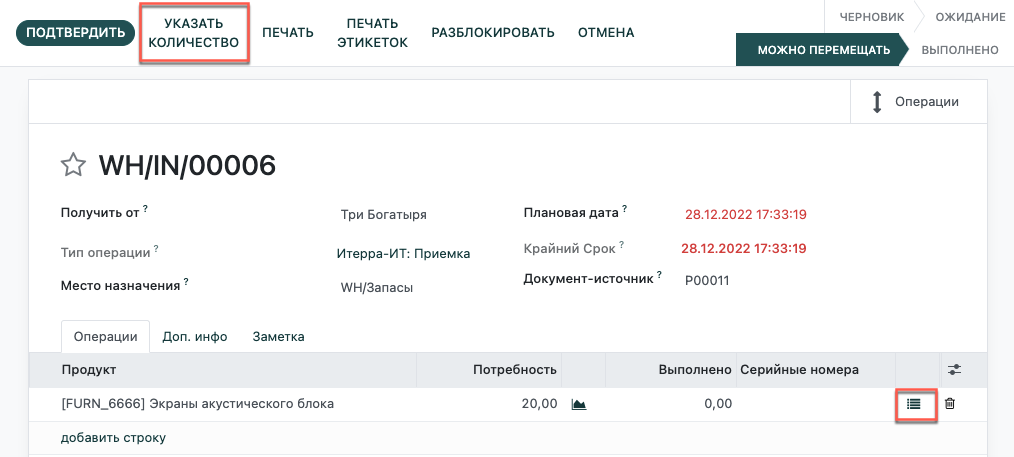 ПОДТВЕРДИТЬ
УКАЗАТЬ
КОЛИЧЕСТВО
ПЕЧАТЬ
ПЕЧАТЬ
ЭТИКЕТОК
РАЗБЛОКИРОВАТЬ
ОТМЕНА
ЧЕРНОВИК ОЖИДАНИЕ
МОЖНО ПЕРЕМЕЩАТЬ ВЫПОЛНЕНО
Операции
WH/IN/00006
Получить от ? Три Богатыря
Тип операции ? Итерра-ИТ: Приемка
Место назначения ? WH/Запасы
Плановая дата ? 28.12.2022 17:33:19
Крайний Срок ? 28.12.2022 17:33:19
Документ-источник ? P00011
Операции Доп. инфо Заметка
Продукт Потребность Выполнено Серийные номера
[FURN_6666] Экраны акустического блока 20,00 0,00
добавить строку